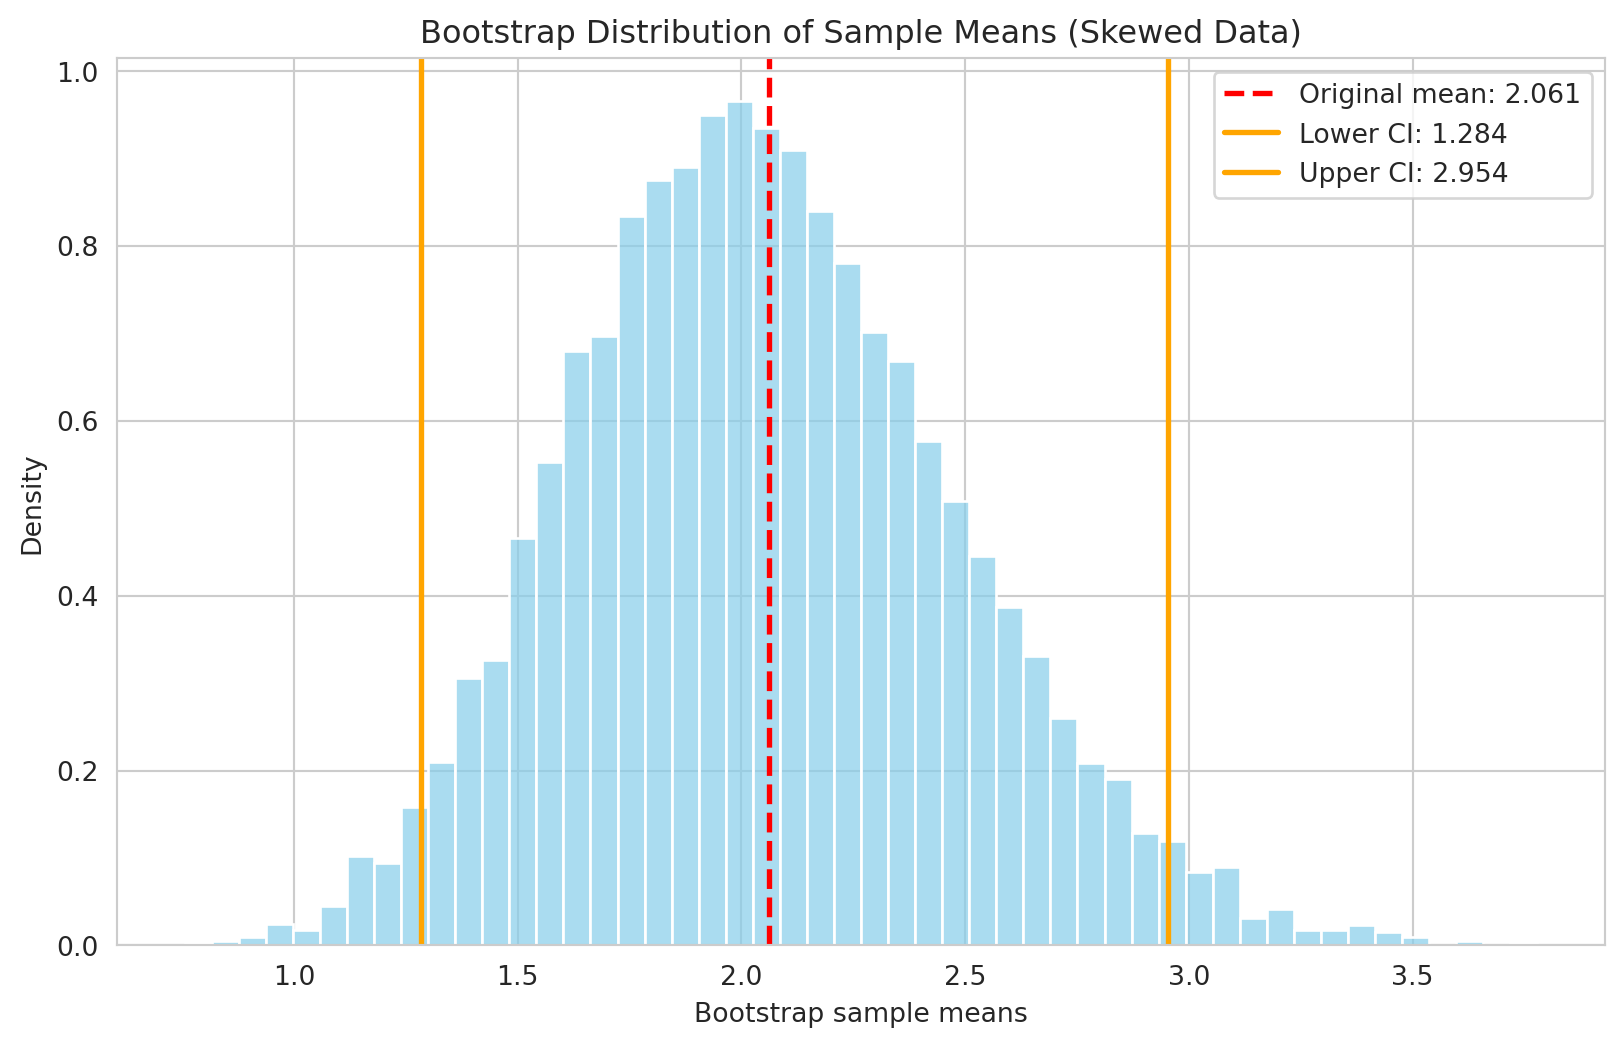 Bootstrap Distribution of Sample Means (Skewed Data)
Original mean: 2.061
Lower CI: 1.284
Upper CI: 2.954
Density
1.0
0.8
0.6
0.4
0.2
0.0
1.0 1.5 2.0 2.5 3.0 3.5
Bootstrap sample means